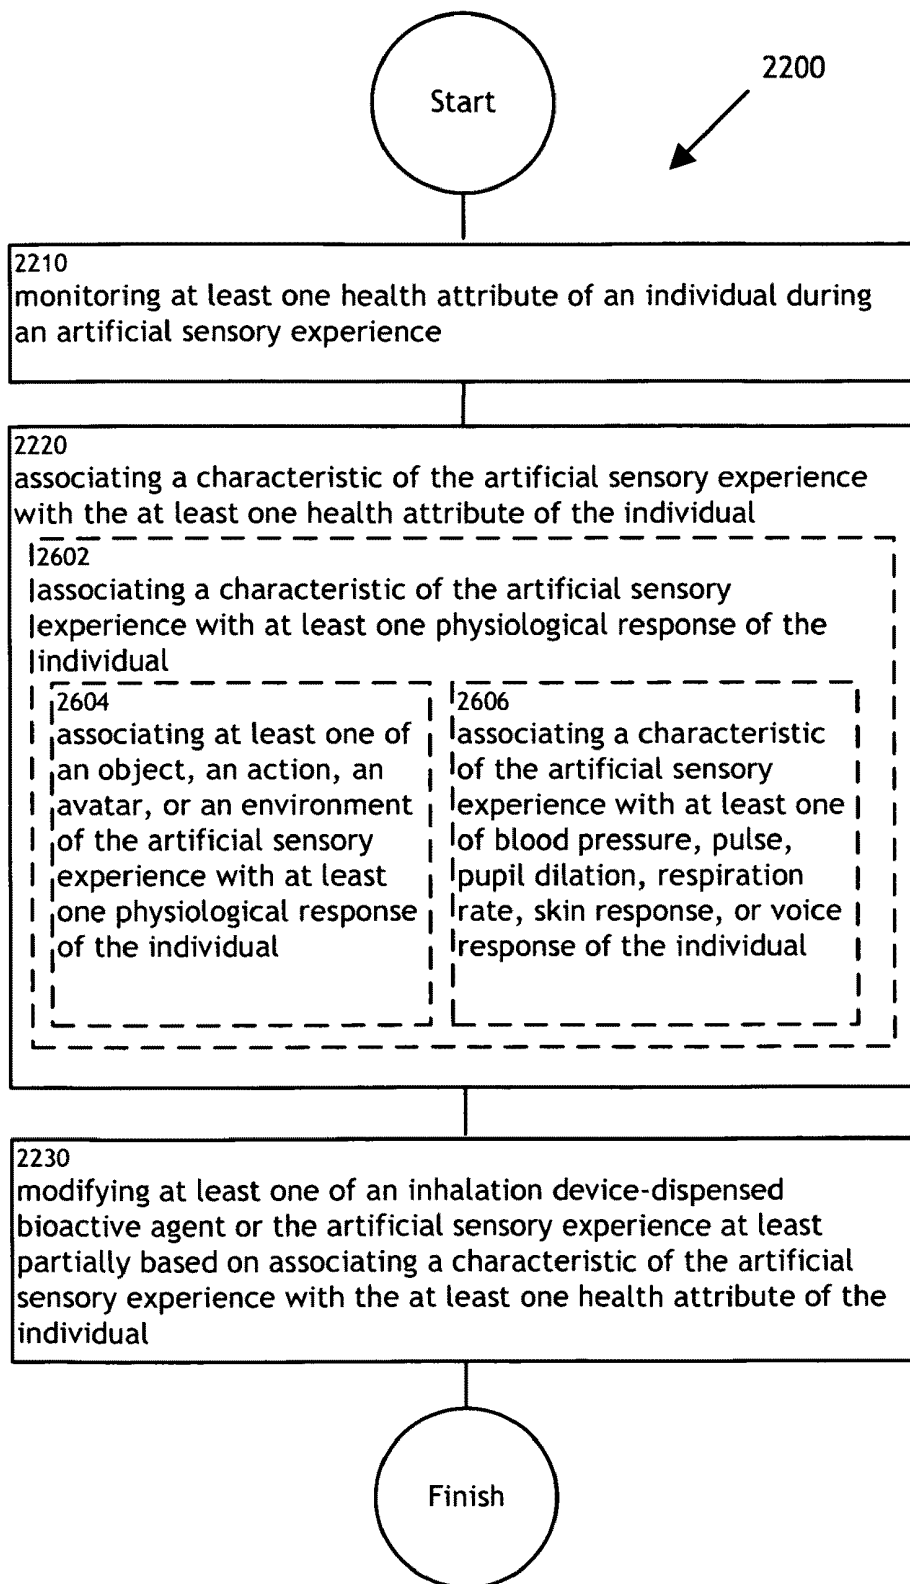 Start
2200
2210
monitoring at least one health attribute of an individual during
an artificial sensory experience
2220
associating a characteristic of the artificial sensory experience
with the at least one health attribute of the individual
2602
associating a characteristic of the artificial sensory
experience with at least one physiological response of the
individual
2604
associating at least one of
an object, an action, an
avatar, or an environment
of the artificial sensory
experience with at least
one physiological response
of the individual
2606
associating a characteristic
of the artificial sensory
experience with at least one
of blood pressure, pulse,
pupil dilation, respiration
rate, skin response, or voice
response of the individual
2230
modifying at least one of an inhalation device-dispensed
bioactive agent or the artificial sensory experience at least
partially based on associating a characteristic of the artificial
sensory experience with the at least one health attribute of the
individual
Finish